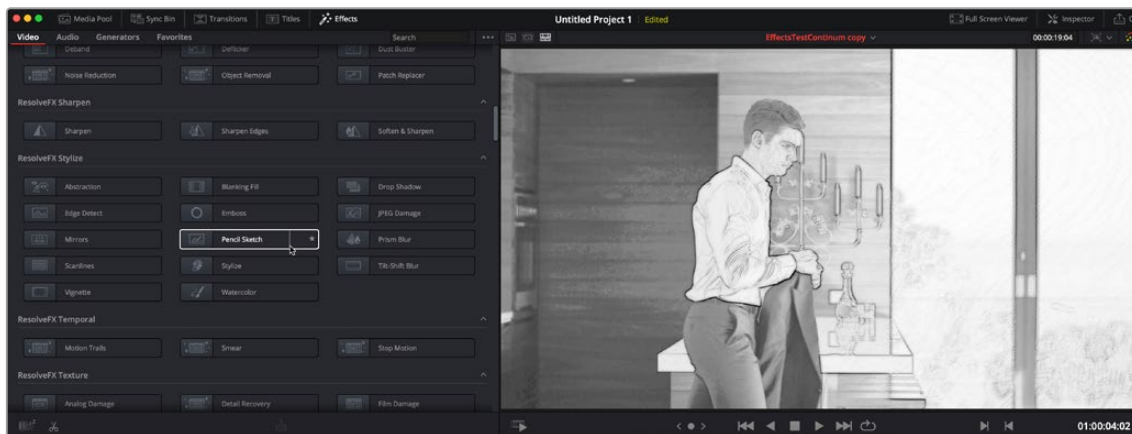 Media Pool Sync Bin Transitions Titles Effects Untitled Project 1 Edited Full Screen Viewer Inspector
Video Audio Generators Favorites Search EffectsTestContinum copy 00:00:19:04
Deband Deflicker Dust Buster
Noise Reduction Object Removal Patch Replacer
ResolveFX Sharpen
Sharpen Sharpen Edges Soften & Sharpen
ResolveFX Stylize
Abstraction Blanking Fill Drop Shadow
Edge Detect Emboss JPEG Damage
Mirrors Pencil Sketch Prism Blur
Scanlines Stylize Tilt-Shift Blur
Vignette Watercolor
ResolveFX Temporal
Motion Trails Smear Stop Motion
ResolveFX Texture
Analog Damage Detail Recovery Film Damage
01:00:04:02